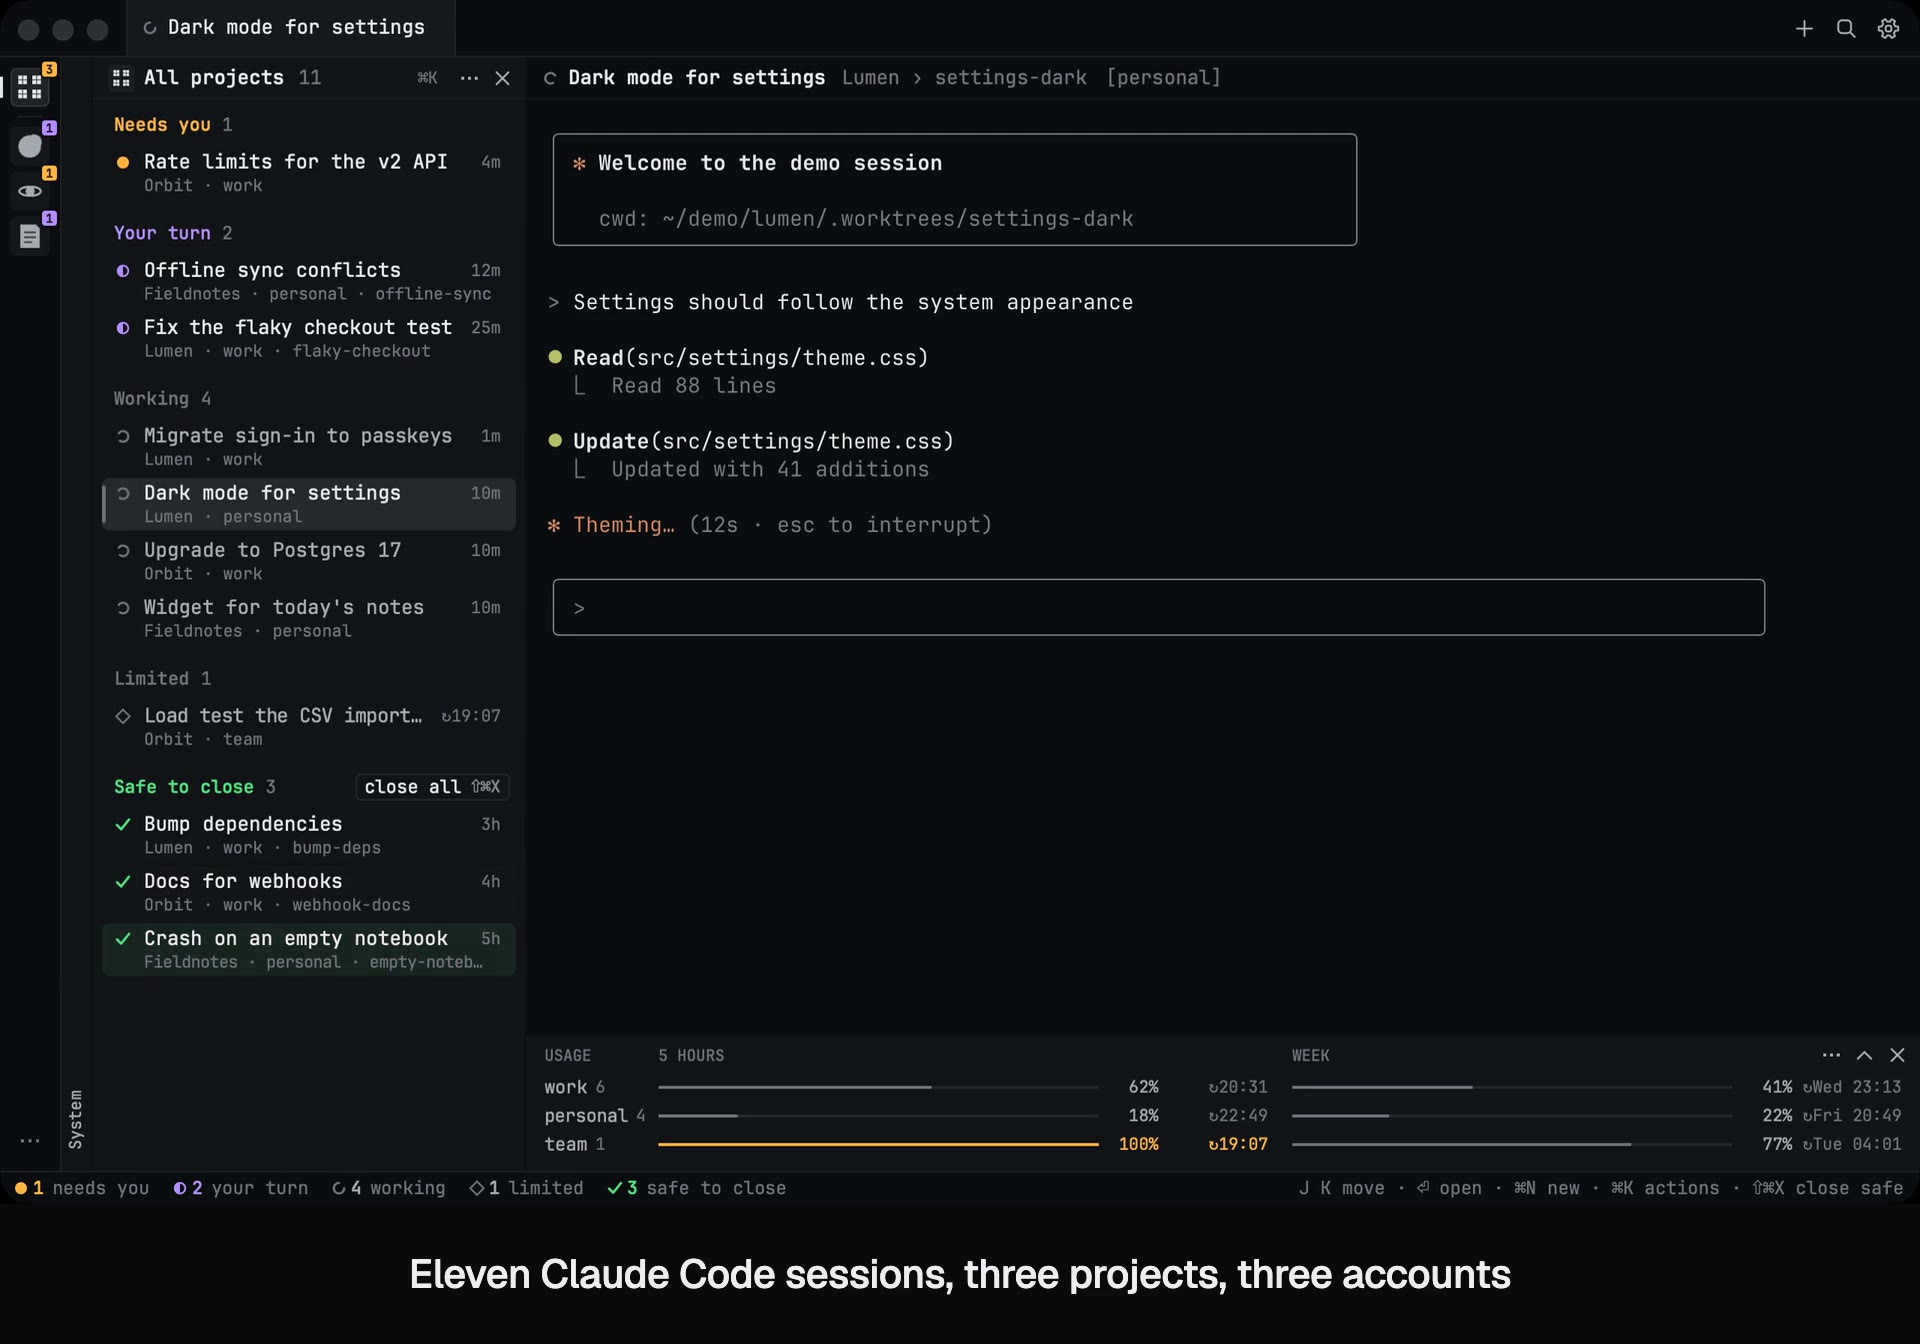 Dark mode for settings
3
1
1
1
All projects 11 ⌘K ...
Needs you 1
Rate limits for the v2 API 4m
Orbit · work
Your turn 2
Offline sync conflicts 12m
Fieldnotes · personal · offline-sync
Fix the flaky checkout test 25m
Lumen · work · flaky-checkout
Working 4
Migrate sign-in to passkeys 1m
Lumen · work
Dark mode for settings 10m
Lumen · personal
Upgrade to Postgres 17 10m
Orbit · work
Widget for today's notes 10m
Fieldnotes · personal
Limited 1
Load test the CSV import… ↻19:07
Orbit · team
Safe to close 3 close all ⇧⌘X
Bump dependencies 3h
Lumen · work · bump-deps
Docs for webhooks 4h
Orbit · work · webhook-docs
Crash on an empty notebook 5h
Fieldnotes · personal · empty-noteb…
System
Dark mode for settings Lumen › settings-dark [personal]
✻ Welcome to the demo session
cwd: ~/demo/lumen/.worktrees/settings-dark
> Settings should follow the system appearance
Read(src/settings/theme.css)
⎿ Read 88 lines
Update(src/settings/theme.css)
⎿ Updated with 41 additions
✻ Theming… (12s · esc to interrupt)
>
USAGE 5 HOURS WEEK
work 6 62% ↻20:31 41% ↻Wed 23:13
personal 4 18% ↻22:49 22% ↻Fri 20:49
team 1 100% ↻19:07 77% ↻Tue 04:01
1 needs you 2 your turn 4 working 1 limited 3 safe to close
J K move · ⏎ open · ⌘N new · ⌘K actions · ⇧⌘X close safe
Eleven Claude Code sessions, three projects, three accounts